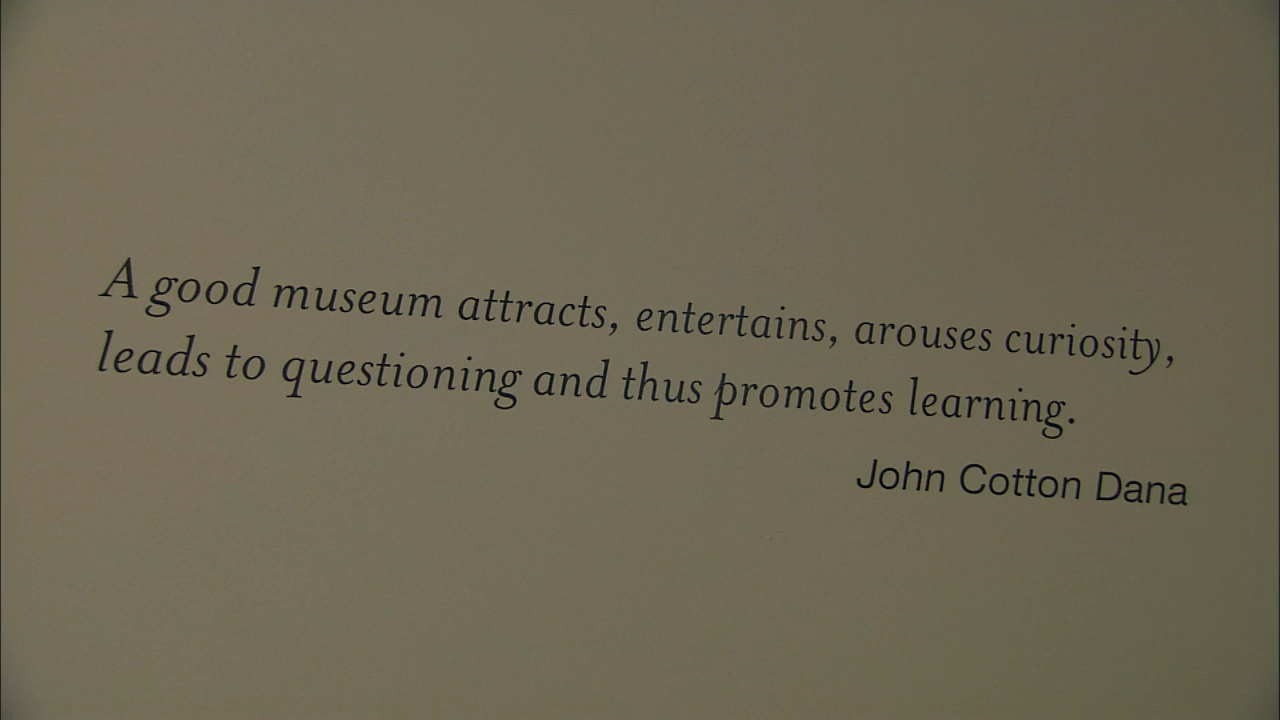 A good museum attracts, entertains, arouses curiosity,
leads to questioning and thus promotes learning.
John Cotton Dana